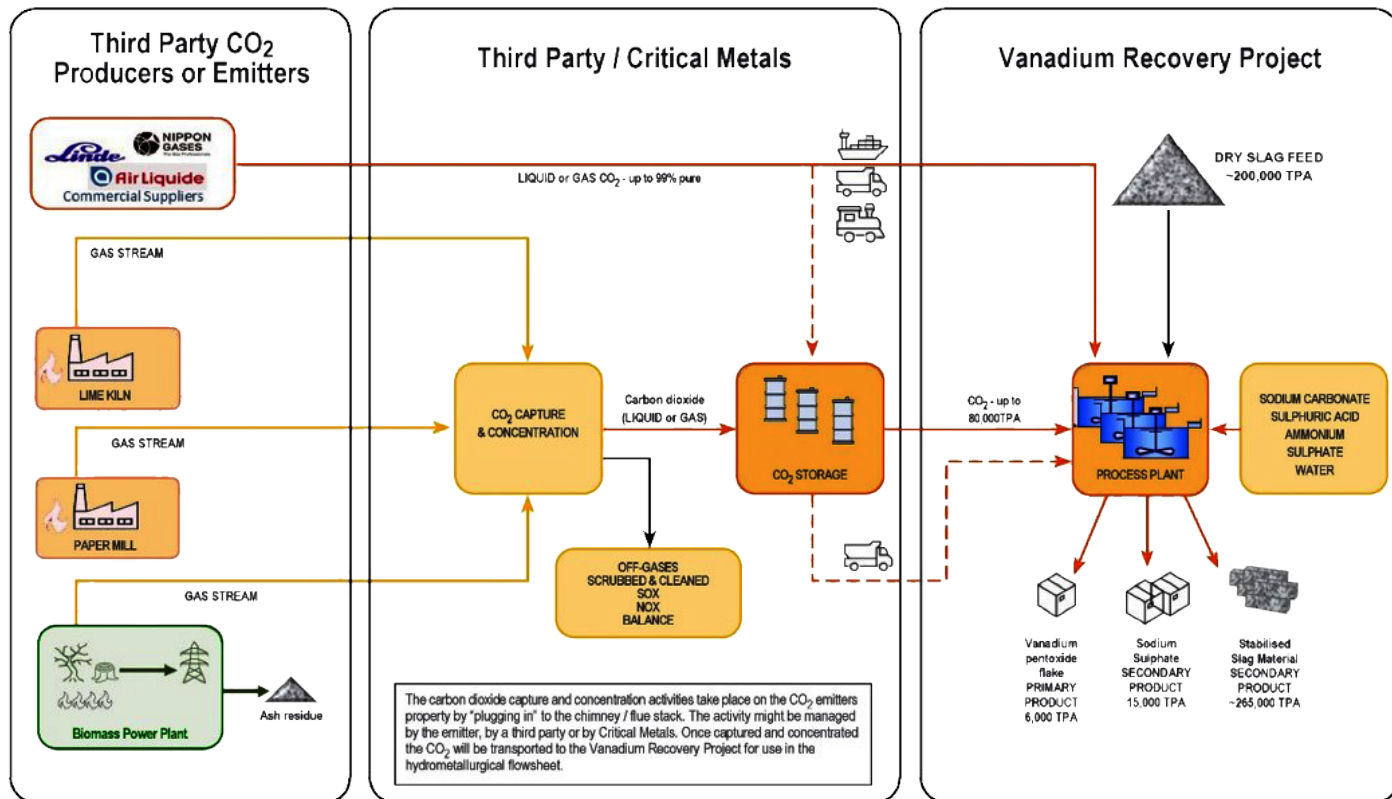 Third Party CO₂
Producers or Emitters
Linde
NIPPON
GASES
The Gas Professionals
Air Liquide
Commercial Suppliers
GAS STREAM
LIME KILN
GAS STREAM
PAPER MILL
GAS STREAM
Biomass Power Plant
Ash residue
Third Party / Critical Metals
LIQUID or GAS CO₂ - up to 99% pure
CO₂ CAPTURE
& CONCENTRATION
Carbon dioxide
(LIQUID or GAS)
CO₂ STORAGE
OFF-GASES
SCRUBBED & CLEANED
SOX
NOX
BALANCE
The carbon dioxide capture and concentration activities take place on the CO₂ emitters
property by "plugging in" to the chimney / flue stack. The activity might be managed
by the emitter, by a third party or by Critical Metals. Once captured and concentrated
the CO₂ will be transported to the Vanadium Recovery Project for use in the
hydrometallurgical flowsheet.
Vanadium Recovery Project
DRY SLAG FEED
~200,000 TPA
CO₂ - up to
80,000TPA
PROCESS PLANT
SODIUM CARBONATE
SULPHURIC ACID
AMMONIUM
SULPHATE
WATER
Vanadium
pentoxide
flake
PRIMARY
PRODUCT
6,000 TPA
Sodium
Sulphate
SECONDARY
PRODUCT
15,000 TPA
Stabilised
Slag Material
SECONDARY
PRODUCT
~265,000 TPA